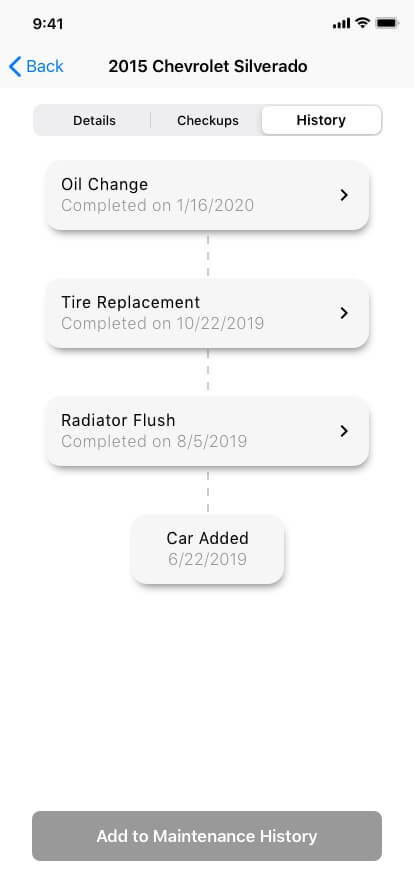 9:41
Back
2015 Chevrolet Silverado
Details
Checkups
History
Oil Change
Completed on 1/16/2020
Tire Replacement
Completed on 10/22/2019
Radiator Flush
Completed on 8/5/2019
Car Added
6/22/2019
Add to Maintenance History